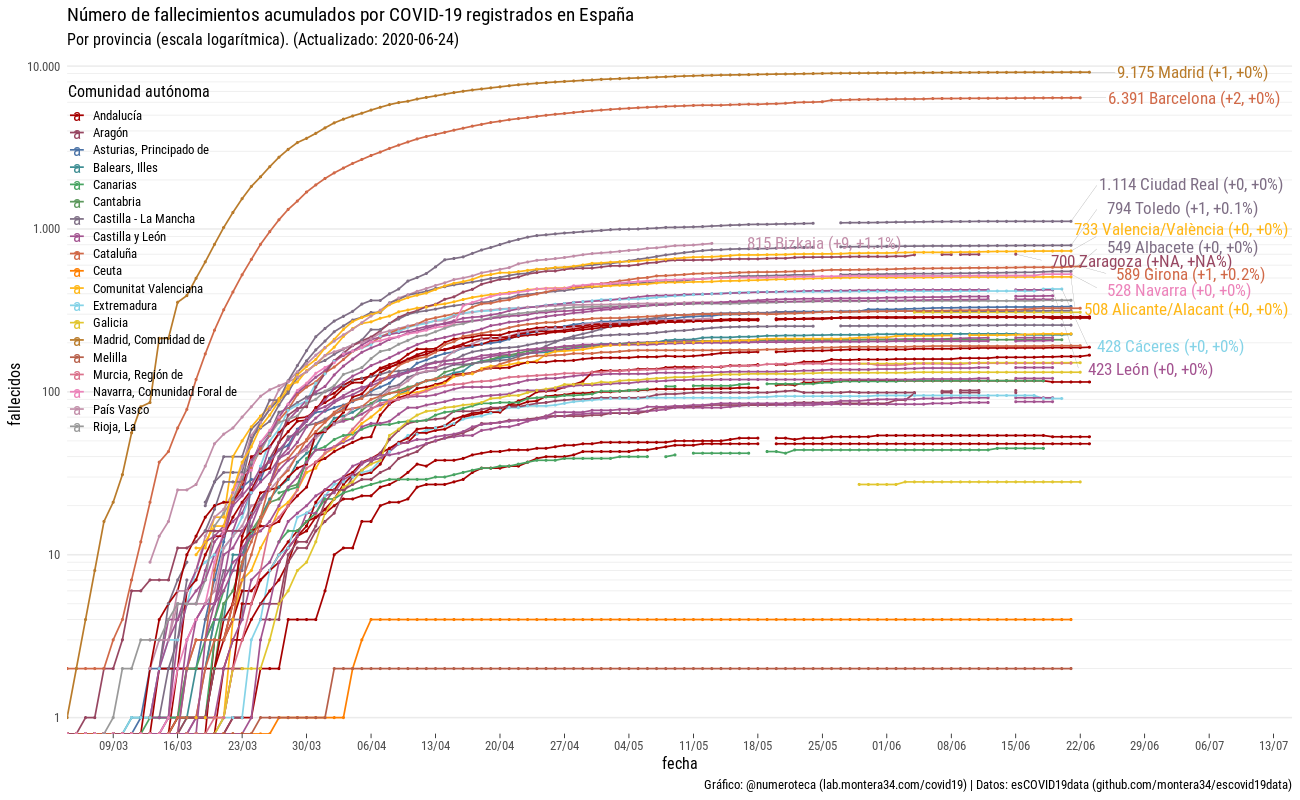 Número de fallecimientos acumulados por COVID-19 registrados en España
Por provincia (escala logarítmica). (Actualizado: 2020-06-24)
10.000
1.000
100
10
1
fallecidos
Comunidad autónoma
Andalucía
Aragón
Asturias, Principado de
Balears, Illes
Canarias
Cantabria
Castilla - La Mancha
Castilla y León
Cataluña
Ceuta
Comunitat Valenciana
Extremadura
Galicia
Madrid, Comunidad de
Melilla
Murcia, Región de
Navarra, Comunidad Foral de
País Vasco
Rioja, La
9.175 Madrid (+1, +0%)
6.391 Barcelona (+2, +0%)
1.114 Ciudad Real (+0, +0%)
794 Toledo (+1, +0.1%)
733 Valencia/València (+0, +0%)
815 Bizkaia (+9, +1.1%)
549 Albacete (+0, +0%)
700 Zaragoza (+NA, +NA%)
589 Girona (+1, +0.2%)
528 Navarra (+0, +0%)
508 Alicante/Alacant (+0, +0%)
428 Cáceres (+0, +0%)
423 León (+0, +0%)
09/03 16/03 23/03 30/03 06/04 13/04 20/04 27/04 04/05 11/05 18/05 25/05 01/06 08/06 15/06 22/06 29/06 06/07 13/07
fecha
Gráfico: @numeroteca (lab.montera34.com/covid19) | Datos: esCOVID19data (github.com/montera34/escovid19data)